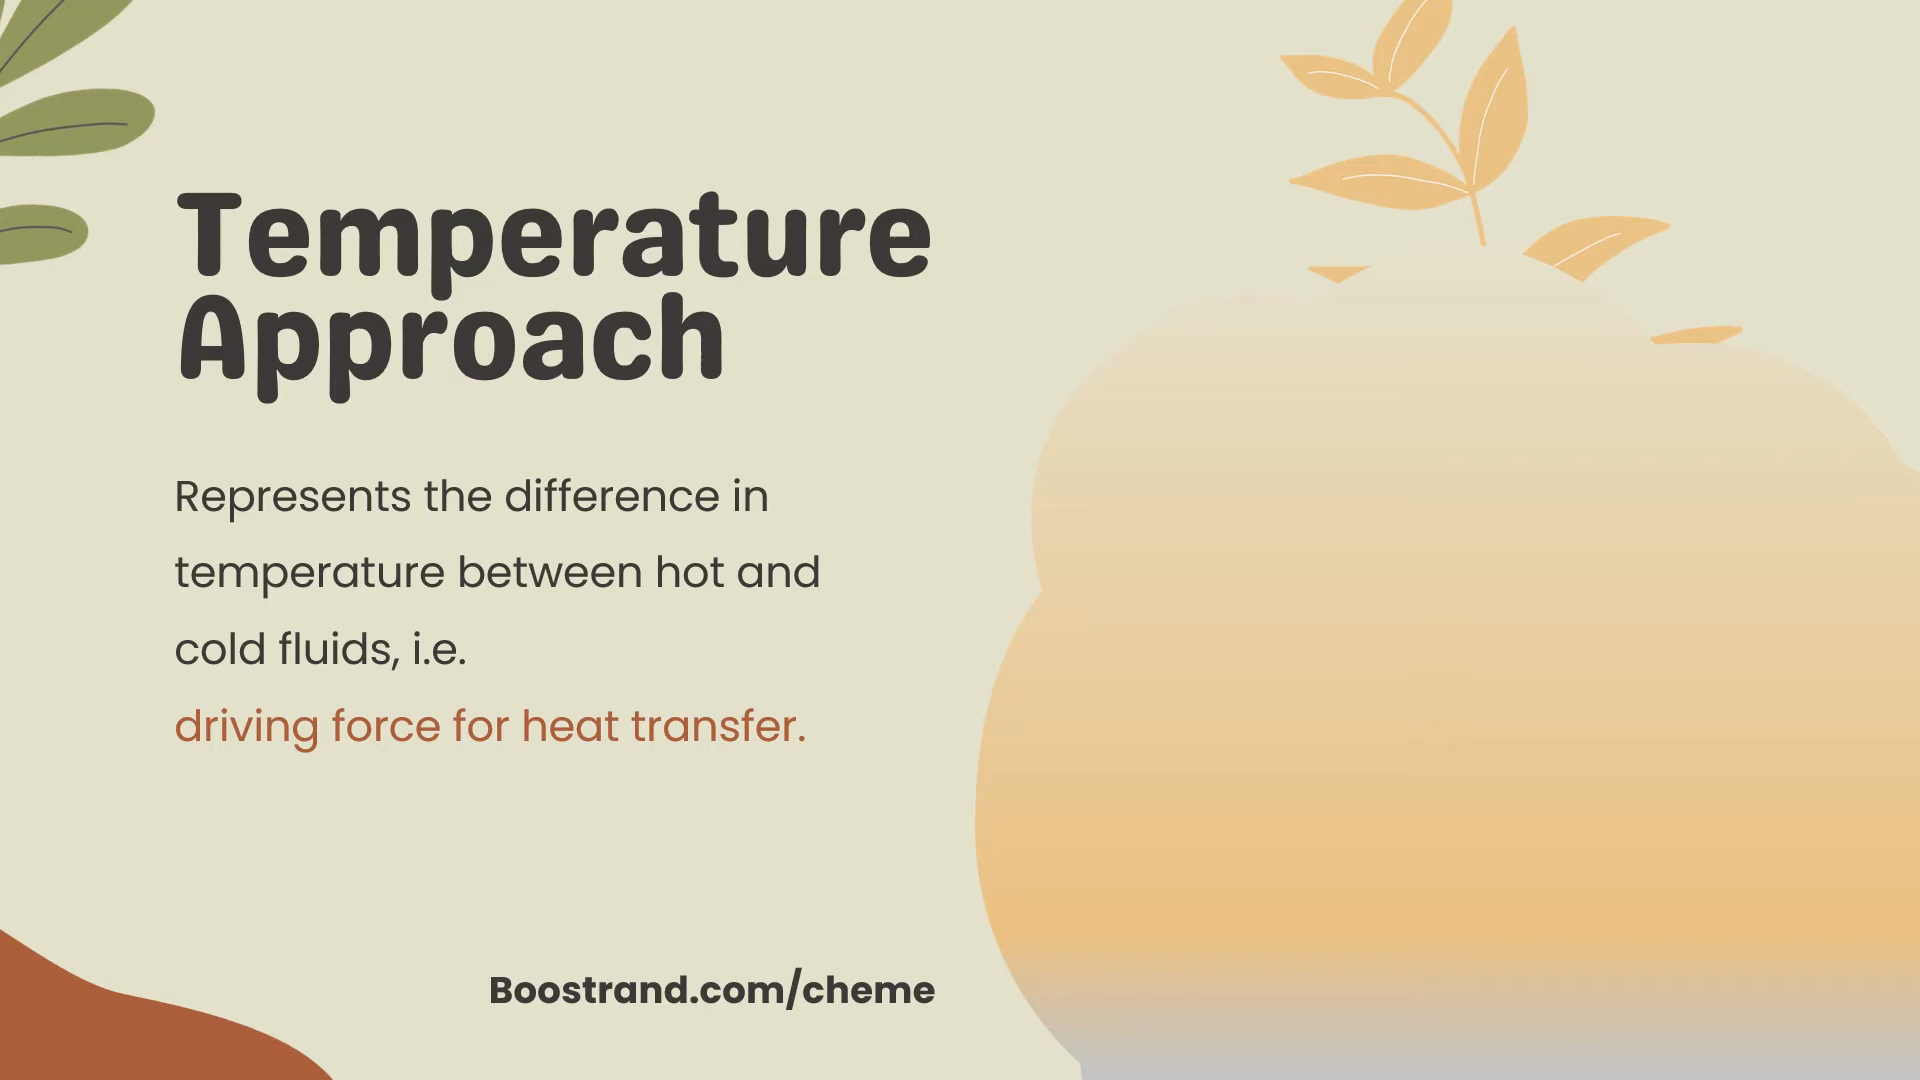 Temperature
Approach
Represents the difference in
temperature between hot and
cold fluids, i.e.
driving force for heat transfer.
Boostrand.com/cheme